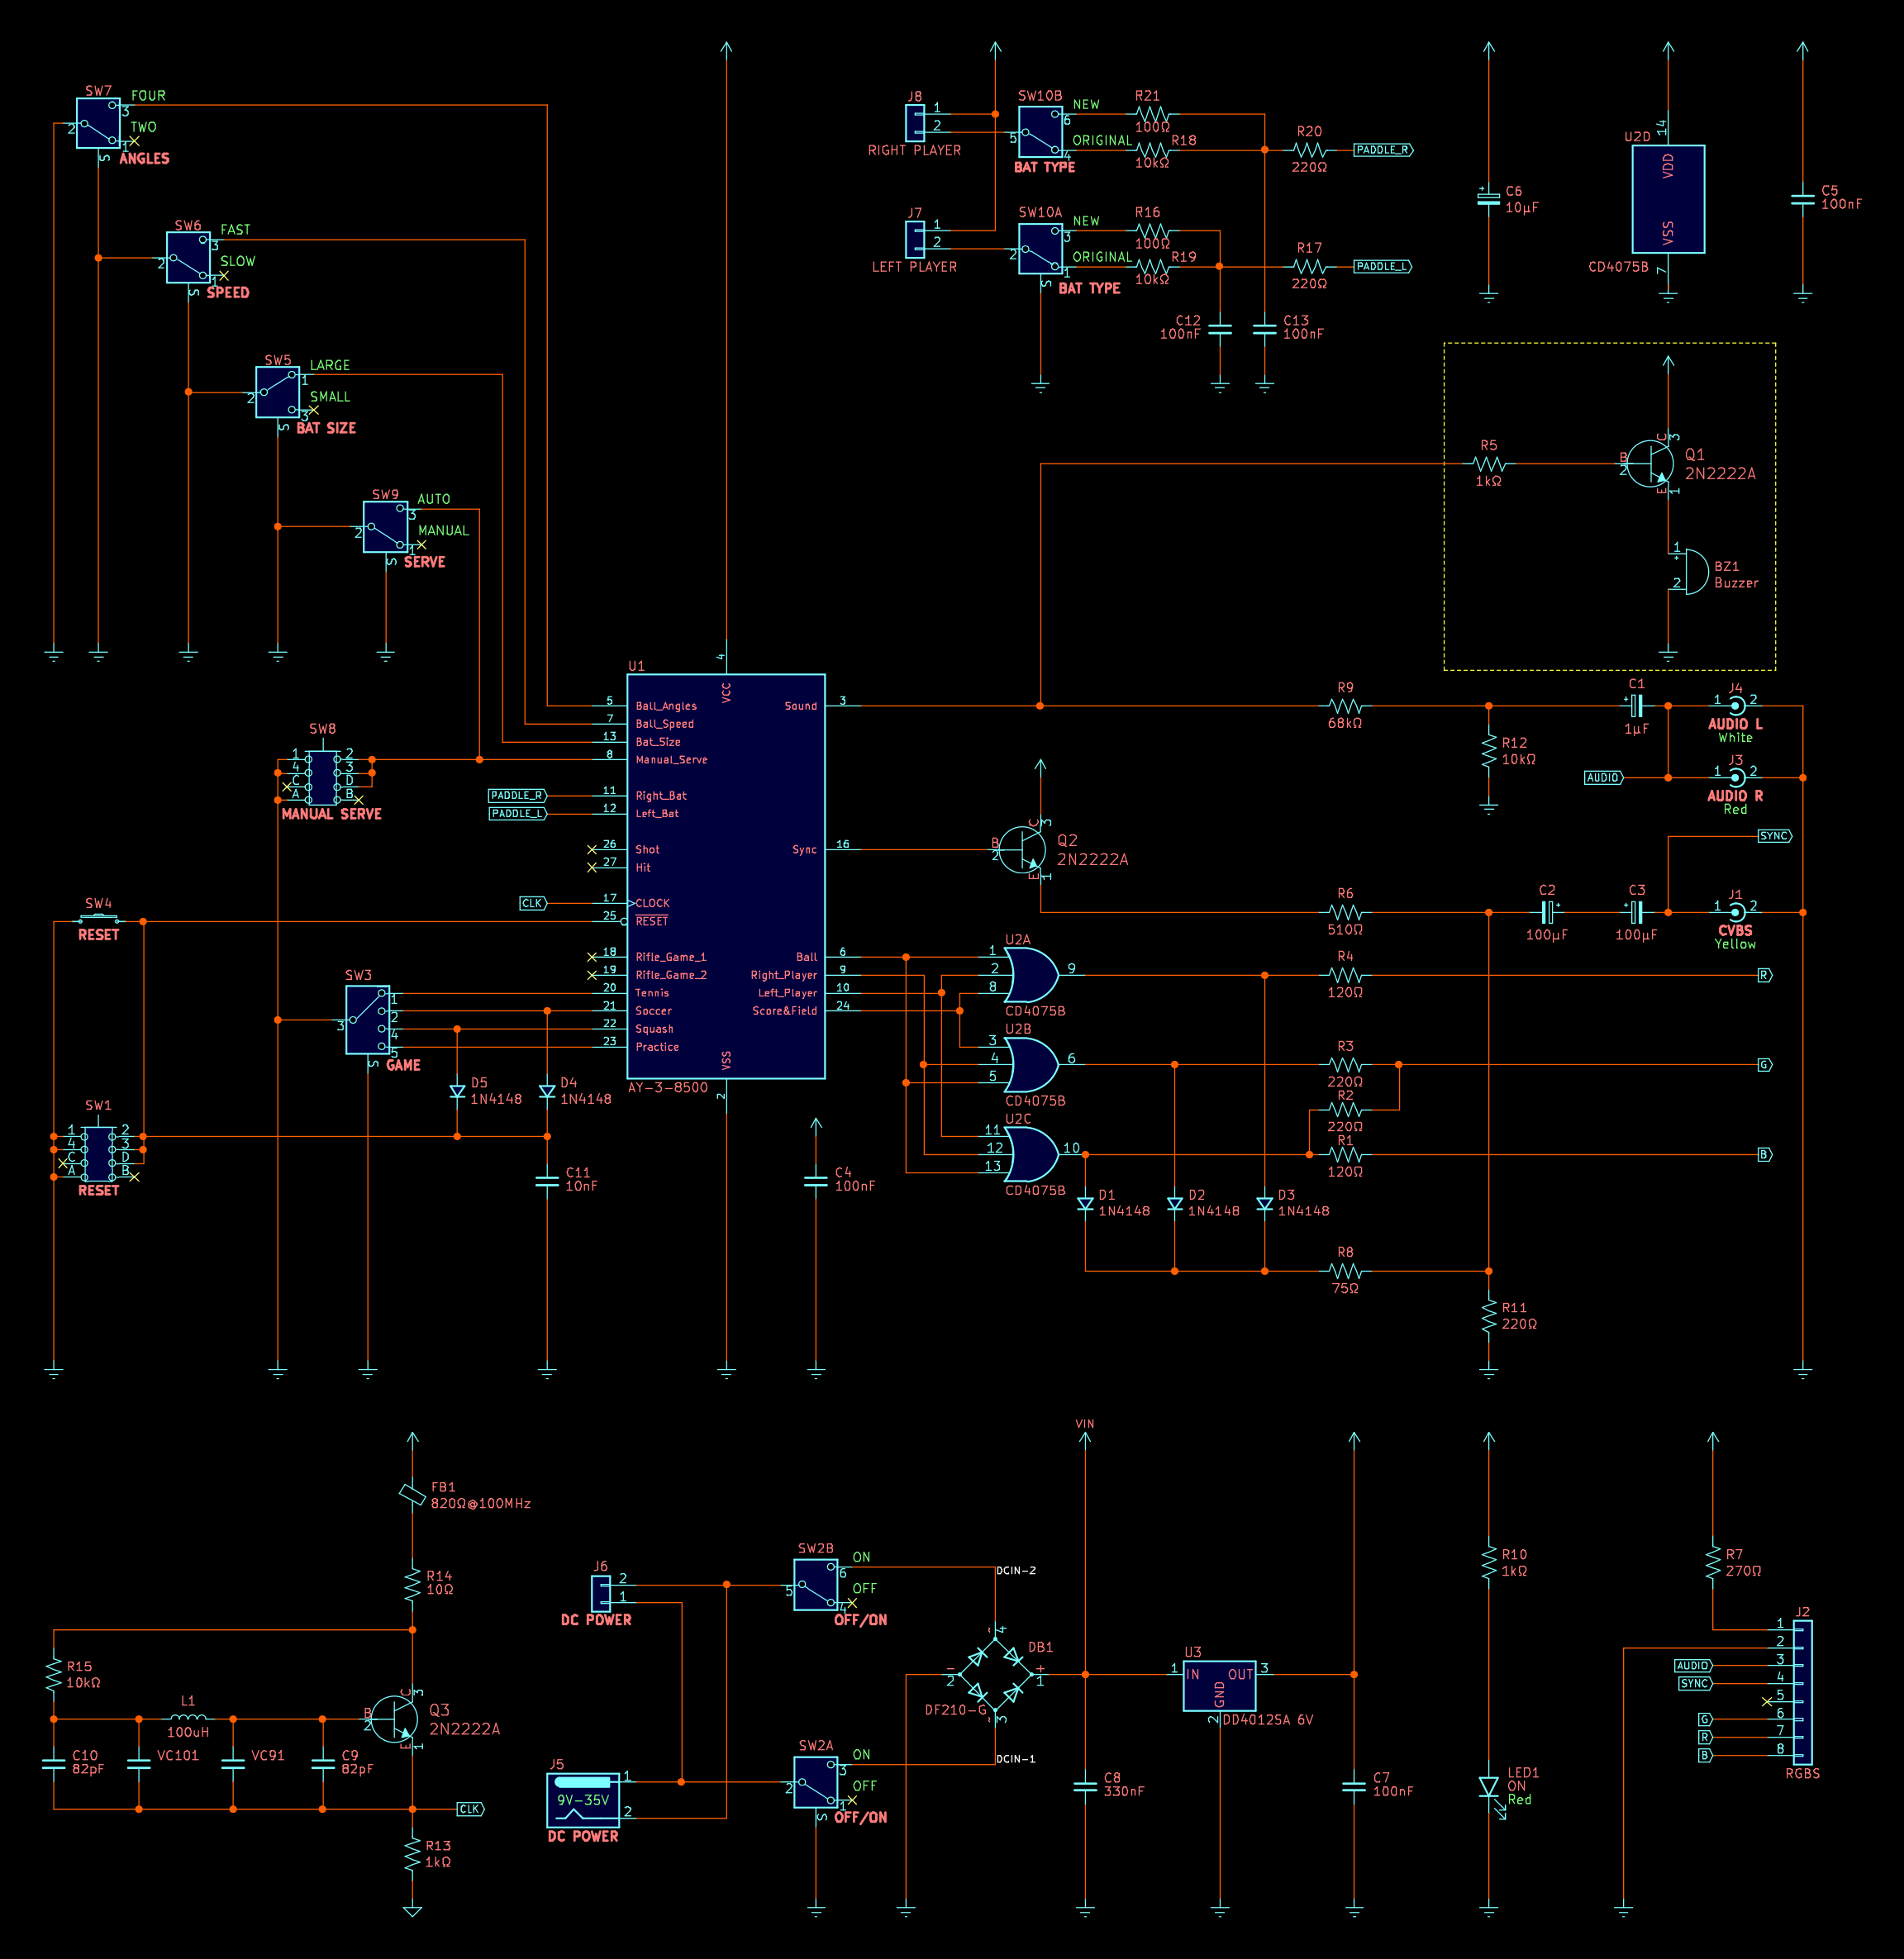 SW7
FOUR
3
2
TWO
1
S
ANGLES
SW6
FAST
3
2
SLOW
1
S
SPEED
SW5
LARGE
1
2
SMALL
3
S
BAT SIZE
SW9
AUTO
3
2
MANUAL
1
S
SERVE
J8
1
2
RIGHT PLAYER
SW10B
NEW
6
5
ORIGINAL
4
BAT TYPE
R21
100Ω
R18
10kΩ
R20
220Ω
PADDLE_R
J7
1
2
LEFT PLAYER
SW10A
NEW
3
2
ORIGINAL
1
S
BAT TYPE
R16
100Ω
R19
10kΩ
R17
220Ω
PADDLE_L
C12
100nF
C13
100nF
C6
10µF
U2D
14
VDD
VSS
7
CD4075B
C5
100nF
R5
1kΩ
B
2
C
3
E
1
Q1
2N2222A
1
2
BZ1
Buzzer
U1
4
VCC
5 Ball_Angles
7 Ball_Speed
13 Bat_Size
8 Manual_Serve
11 Right_Bat
12 Left_Bat
26 Shot
27 Hit
17 CLOCK
25 RESET
18 Rifle_Game_1
19 Rifle_Game_2
20 Tennis
21 Soccer
22 Squash
23 Practice
Sound 3
Sync 16
Ball 6
Right_Player 9
Left_Player 10
Score&Field 24
VSS
2
AY-3-8500
PADDLE_R
PADDLE_L
CLK
SW8
1 2
4 3
C D
A B
MANUAL SERVE
SW4
RESET
SW3
1
2
3
4
5
S
GAME
SW1
1 2
4 3
C D
A B
RESET
D5
1N4148
D4
1N4148
C11
10nF
C4
100nF
R9
68kΩ
R12
10kΩ
C1
1µF
J4
1 2
AUDIO L
White
AUDIO
J3
1 2
AUDIO R
Red
SYNC
B
2
C
3
E
1
Q2
2N2222A
R6
510Ω
C2
100µF
C3
100µF
J1
1 2
CVBS
Yellow
U2A
1
2
8
9
CD4075B
R4
120Ω
R
U2B
3
4
5
6
CD4075B
R3
220Ω
G
R2
220Ω
U2C
11
12
13
10
CD4075B
R1
120Ω
B
D1
1N4148
D2
1N4148
D3
1N4148
R8
75Ω
R11
220Ω
FB1
820Ω@100MHz
R14
10Ω
R15
10kΩ
L1
100uH
B
2
C
3
E
1
Q3
2N2222A
C10
82pF
VC101
VC91
C9
82pF
CLK
R13
1kΩ
J6
2
1
DC POWER
J5
9V-35V
1
2
DC POWER
SW2B
ON
6
5
OFF
4
OFF/ON
SW2A
ON
3
2
OFF
1
S
OFF/ON
DCIN-2
DCIN-1
~
4
DB1
-
2
+
1
~
3
DF210-G
VIN
U3
1 IN OUT 3
GND
2
DD4012SA 6V
C8
330nF
C7
100nF
R10
1kΩ
LED1
ON
Red
R7
270Ω
J2
1
2
AUDIO 3
SYNC 4
5
G 6
R 7
B 8
RGBS